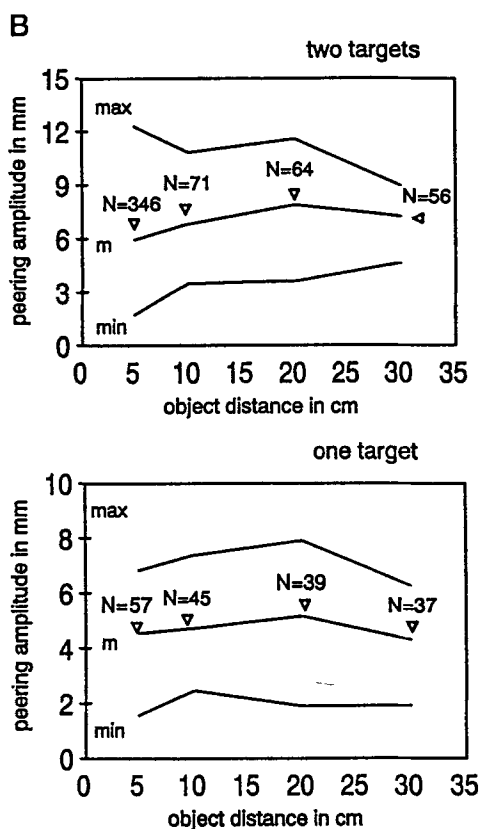 B
two targets
peering amplitude in mm
15
12
9
6
3
0
max
m
min
N=346
N=71
N=64
N=56
0 5 10 15 20 25 30 35
object distance in cm
one target
peering amplitude in mm
10
8
6
4
2
0
max
m
min
N=57
N=45
N=39
N=37
0 5 10 15 20 25 30 35
object distance in cm